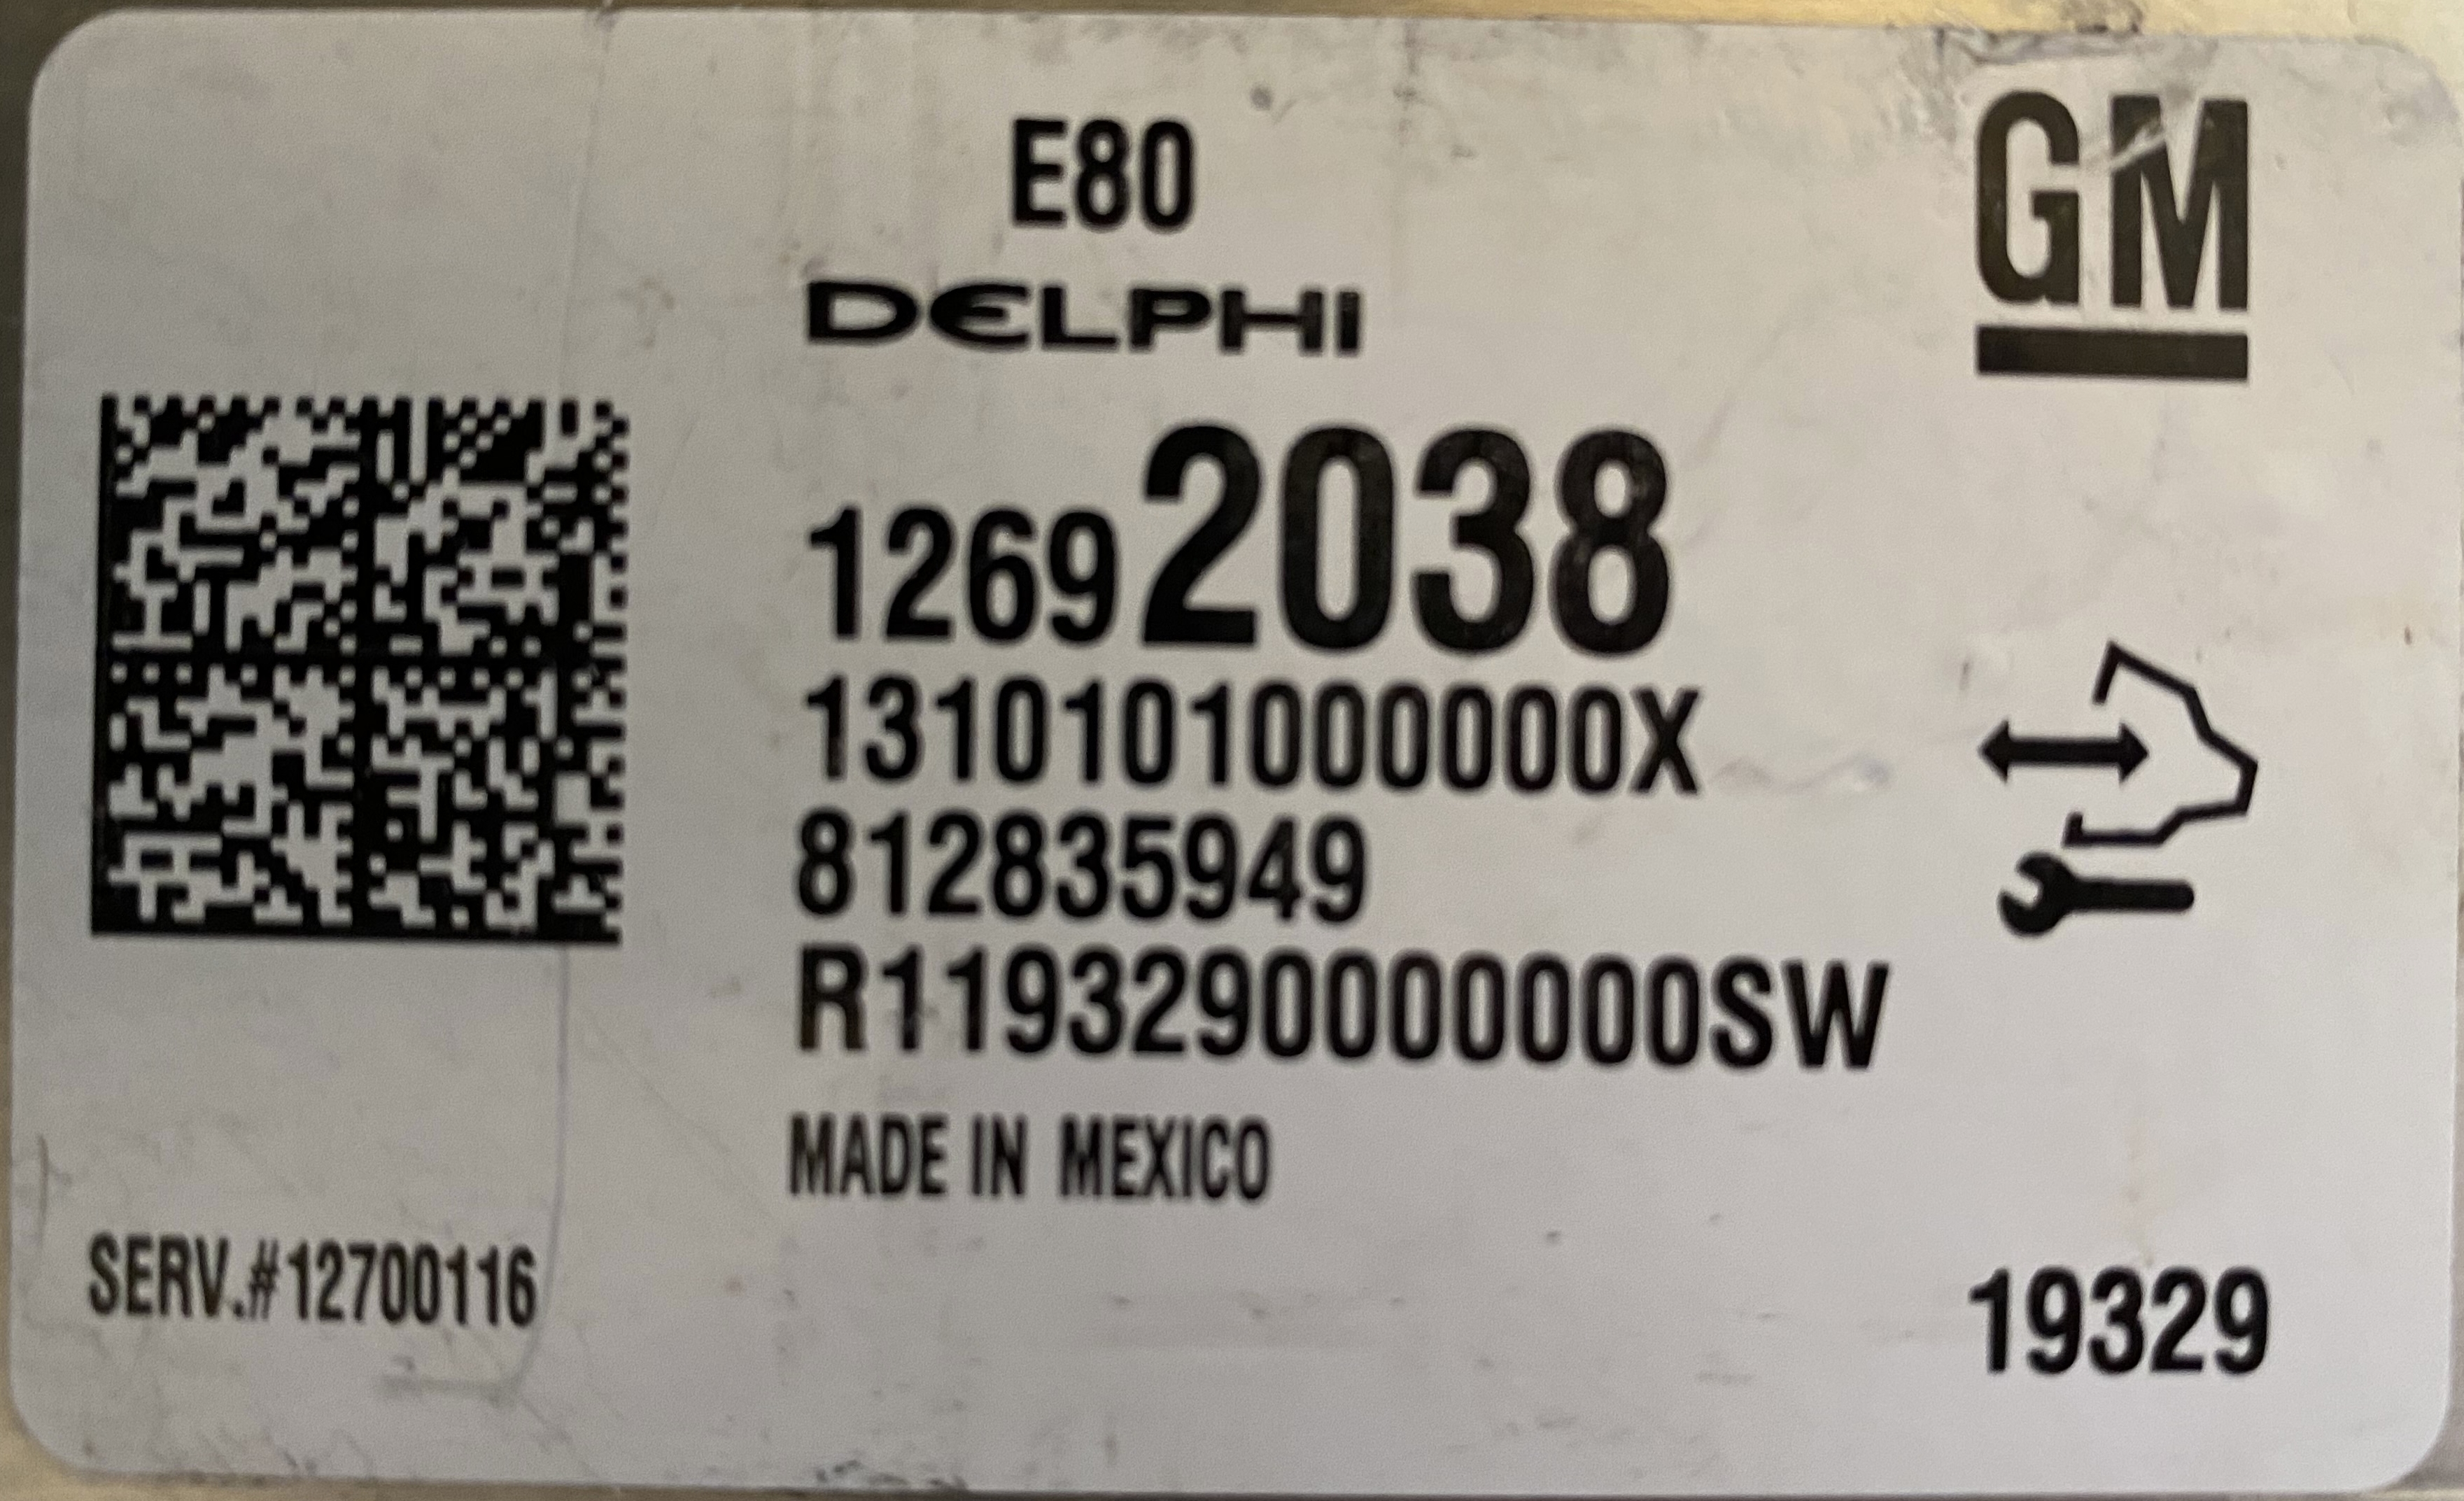 E80
GM
DELPHI
12692038
1310101000000X
812835949
R1193290000000SW
MADE IN MEXICO
SERV.#12700116
19329